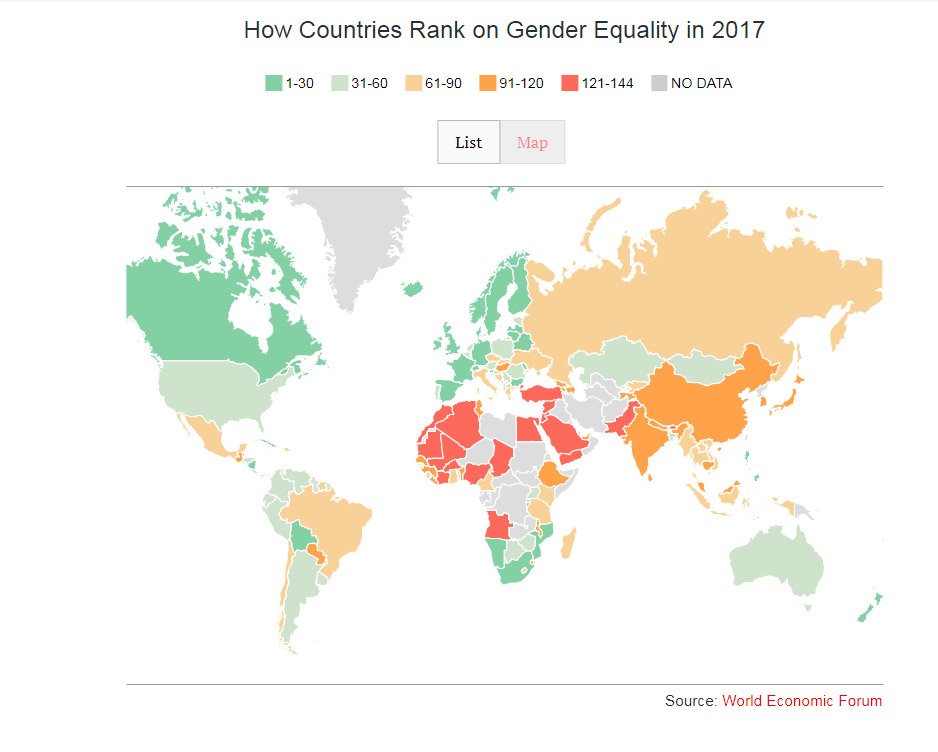 How Countries Rank on Gender Equality in 2017
1-30 31-60 61-90 91-120 121-144 NO DATA
List Map
Source: World Economic Forum